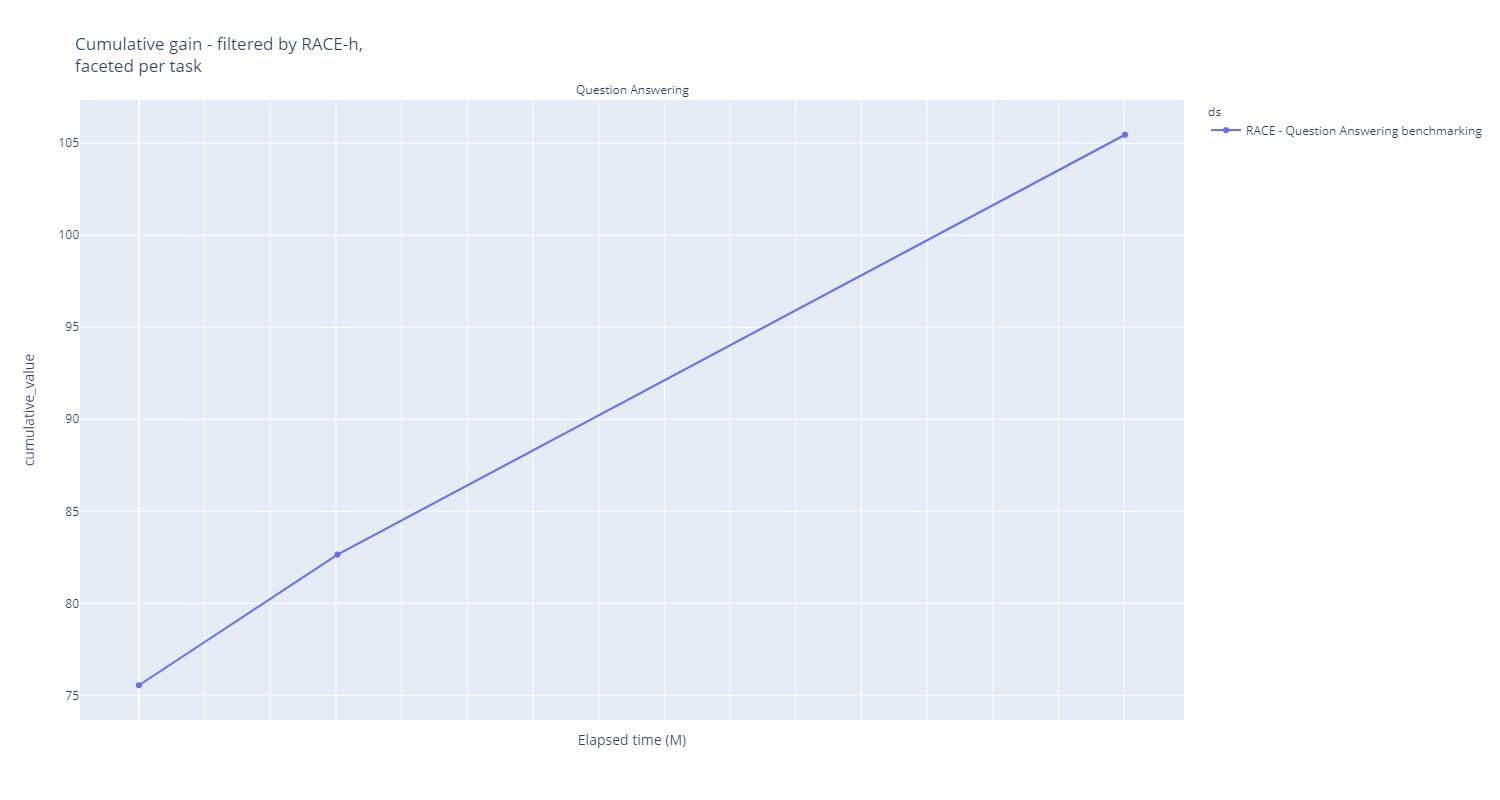 Cumulative gain - filtered by RACE-h,
faceted per task
Question Answering
ds
RACE - Question Answering benchmarking
105
100
95
90
85
80
75
cumulative_value
Elapsed time (M)